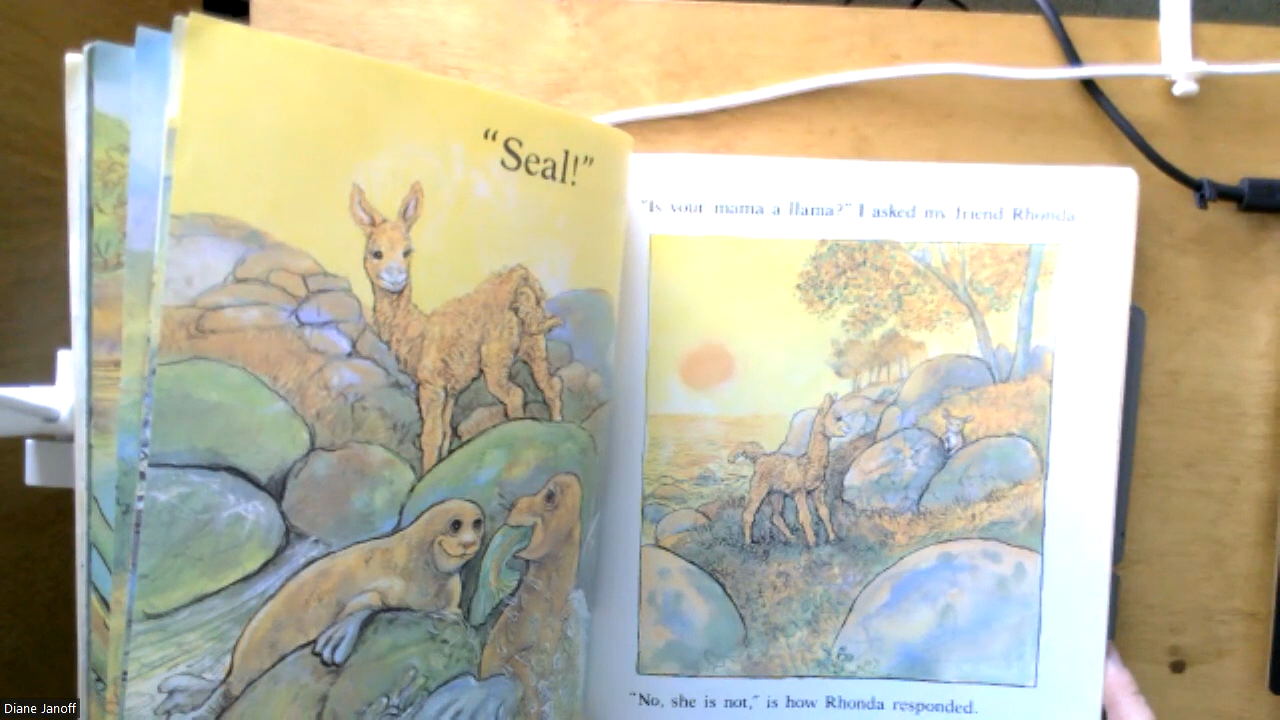 “Seal!”
“Is your mama a llama?” I asked my friend Rhonda
“No, she is not,” is how Rhonda responded.
Diane Janoff